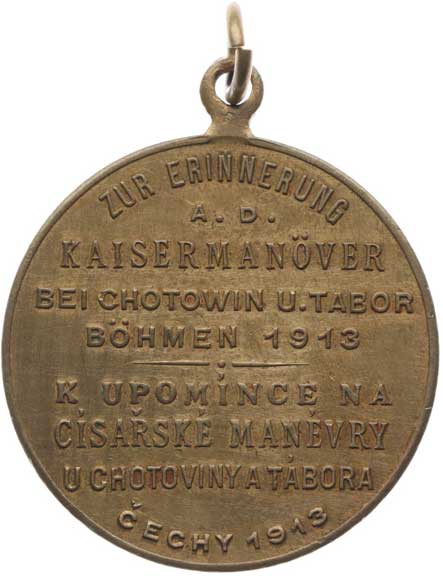 ZUR ERINNERUNG
A. D.
KAISERMANÖVER
BEI CHOTOWIN U. TABOR
BÖHMEN 1913
K UPOMÍNCE NA
CÍSAŘSKÉ MANÉVRY
U CHOTOVINY A TÁBORA
ČECHY 1913